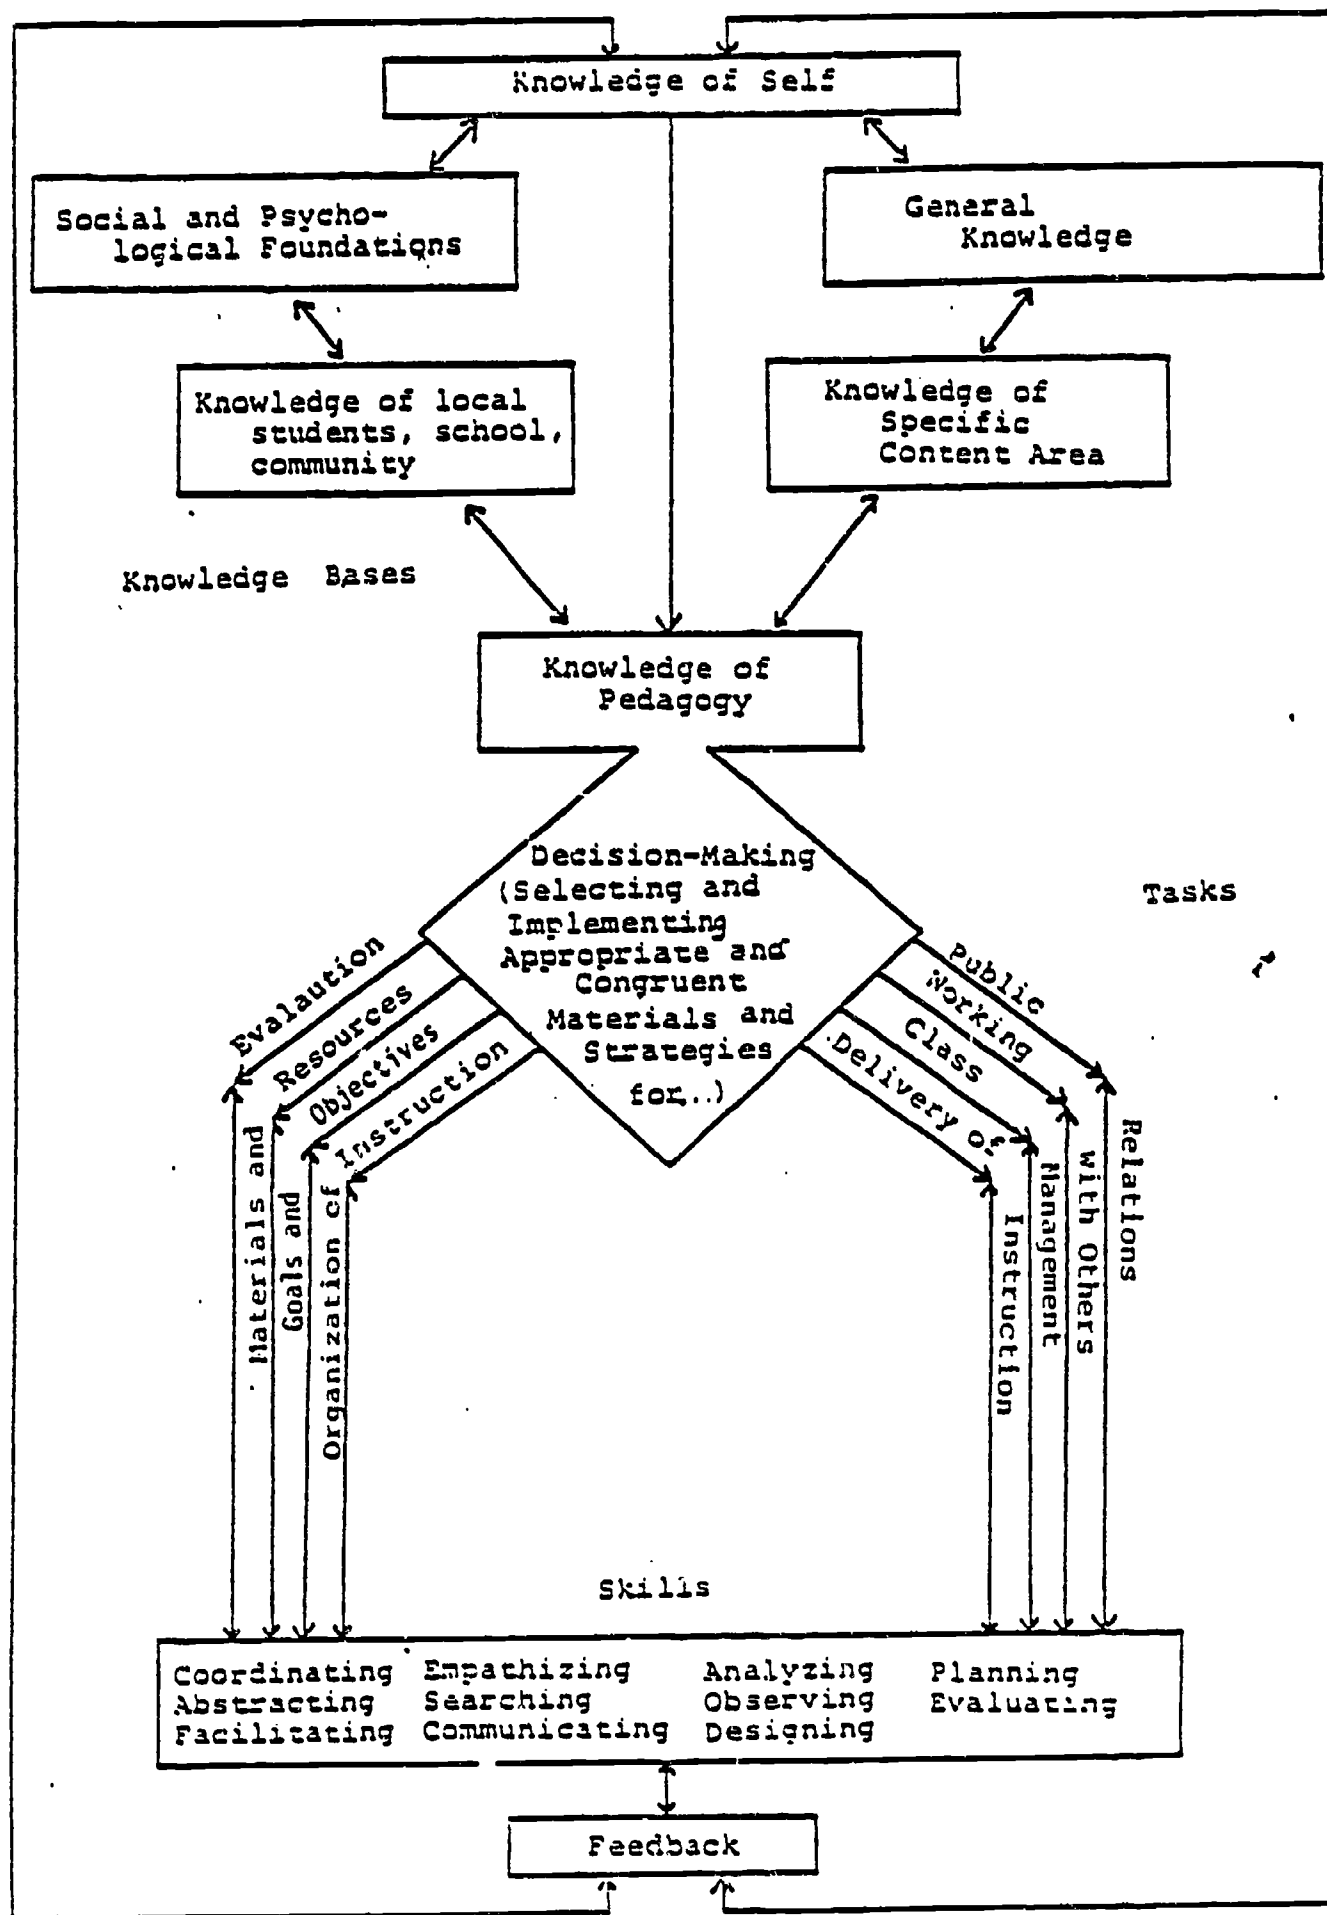 Knowledge of Self
Social and Psycho-
logical Foundations
General
Knowledge
Knowledge of local
students, school,
community
Knowledge of
Specific
Content Area
Knowledge Bases
Knowledge of
Pedagogy
Decision-Making
(Selecting and
Implementing
Appropriate and
Congruent
Materials and
Strategies
for...)
Tasks
Evalaution
Materials and
Resources
Goals and
Objectives
Organization of
Instruction
Public
Relations
Working
with Others
Class
Management
Delivery of
Instruction
Skills
Coordinating Empathizing Analyzing Planning
Abstracting Searching Observing Evaluating
Facilitating Communicating Designing
Feedback